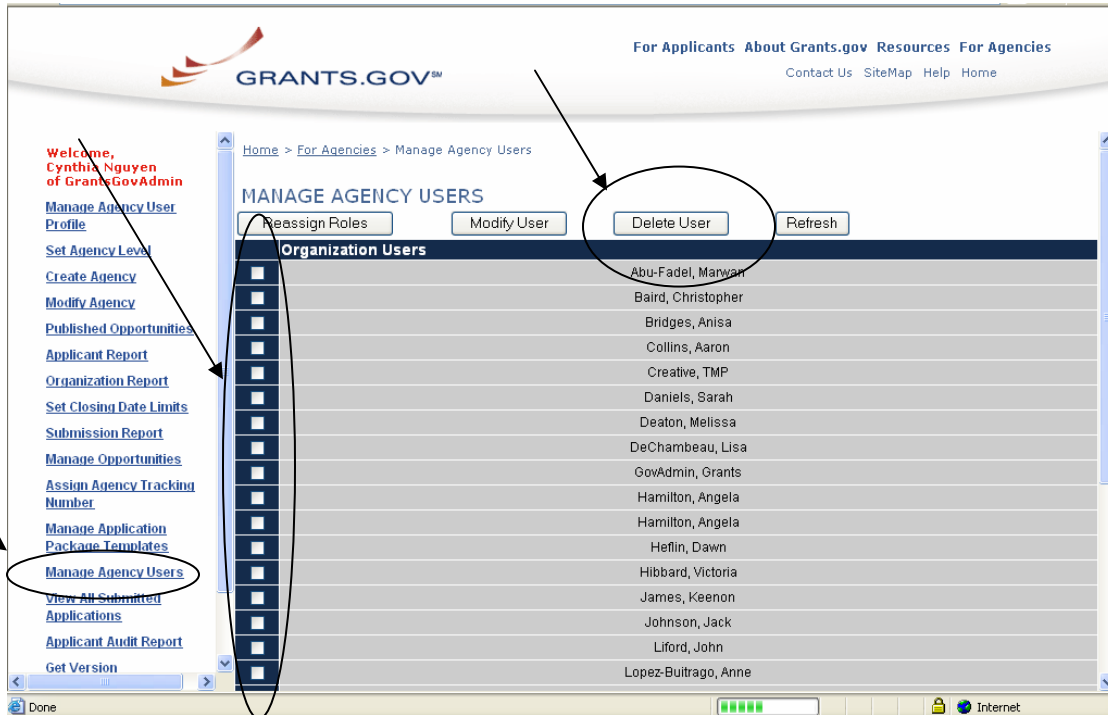 For Applicants About Grants.gov Resources For Agencies
GRANTS.GOV℠
Contact Us SiteMap Help Home
Welcome,
Cynthia Nguyen
of GrantsGovAdmin
Manage Agency User
Profile
Set Agency Level
Create Agency
Modify Agency
Published Opportunities
Applicant Report
Organization Report
Set Closing Date Limits
Submission Report
Manage Opportunities
Assign Agency Tracking
Number
Manage Application
Package Templates
Manage Agency Users
View All Submitted
Applications
Applicant Audit Report
Get Version
Home > For Agencies > Manage Agency Users
MANAGE AGENCY USERS
Reassign Roles Modify User Delete User Refresh
Organization Users
Abu-Fadel, Marwan
Baird, Christopher
Bridges, Anisa
Collins, Aaron
Creative, TMP
Daniels, Sarah
Deaton, Melissa
DeChambeau, Lisa
GovAdmin, Grants
Hamilton, Angela
Hamilton, Angela
Heflin, Dawn
Hibbard, Victoria
James, Keenon
Johnson, Jack
Liford, John
Lopez-Buitrago, Anne
Done Internet